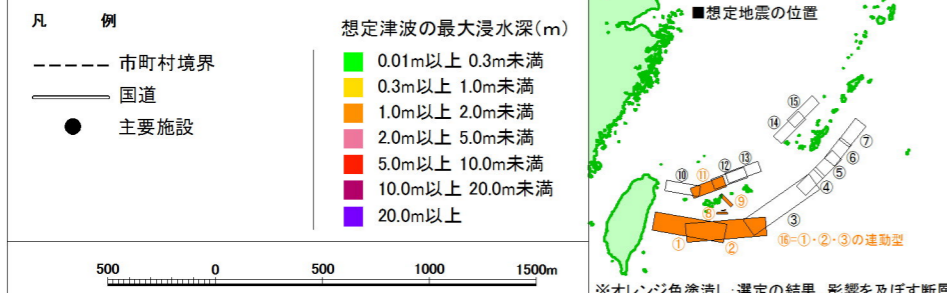 凡 例
市町村境界
国道
主要施設
想定津波の最大浸水深(m)
0.01m以上 0.3m未満
0.3m以上 1.0m未満
1.0m以上 2.0m未満
2.0m以上 5.0m未満
5.0m以上 10.0m未満
10.0m以上 20.0m未満
20.0m以上
500 0 500 1000 1500m
■想定地震の位置
⑮
⑭
⑦
⑥
⑤
④
⑬
⑫
⑪
⑩
⑨
⑧
③
①
②
⑯=①・②・③の連動型
※オレンジ色塗潰し:選定の結果、影響を及ぼす断層